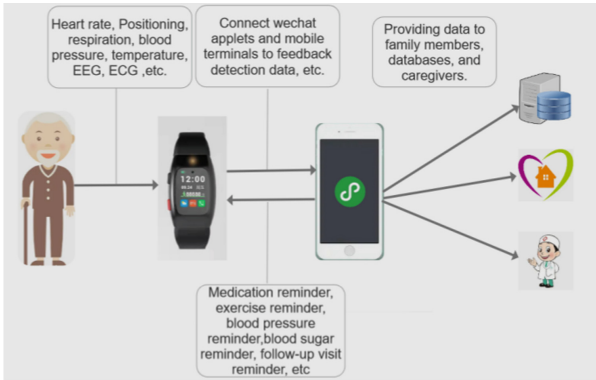 Heart rate, Positioning,
respiration, blood
pressure, temperature,
EEG, ECG ,etc.
Connect wechat
applets and mobile
terminals to feedback
detection data, etc.
Providing data to
family members,
databases, and
caregivers.
12:00
Medication reminder,
exercise reminder,
blood pressure
reminder,blood sugar
reminder, follow-up visit
reminder, etc